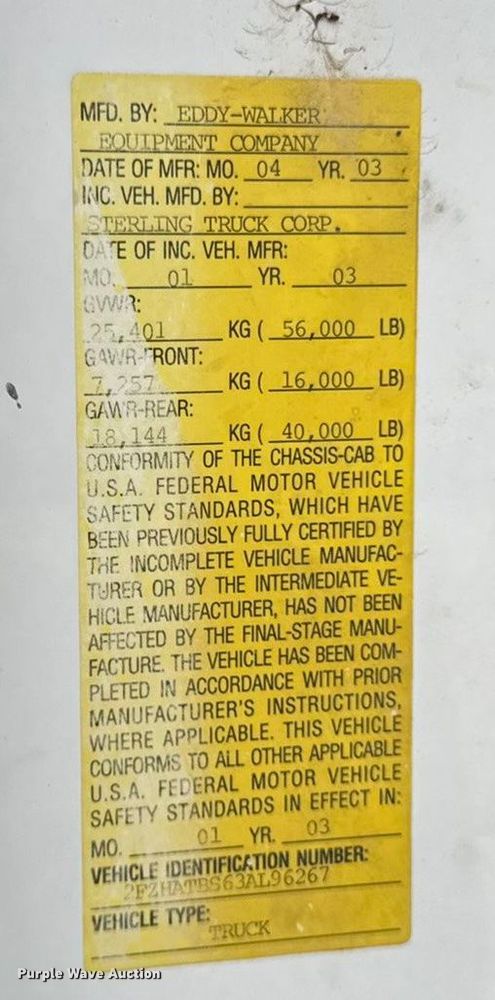 MFD. BY: EDDY-WALKER
EQUIPMENT COMPANY
DATE OF MFR: MO. 04 YR. 03
INC. VEH. MFD. BY:
STERLING TRUCK CORP.
DATE OF INC. VEH. MFR:
MO. 01 YR. 03
GVWR:
25,401 KG ( 56,000 LB)
GAWR-FRONT:
7,257 KG ( 16,000 LB)
GAWR-REAR:
18,144 KG ( 40,000 LB)
CONFORMITY OF THE CHASSIS-CAB TO
U.S.A. FEDERAL MOTOR VEHICLE
SAFETY STANDARDS, WHICH HAVE
BEEN PREVIOUSLY FULLY CERTIFIED BY
THE INCOMPLETE VEHICLE MANUFAC-
TURER OR BY THE INTERMEDIATE VE-
HICLE MANUFACTURER, HAS NOT BEEN
AFFECTED BY THE FINAL-STAGE MANU-
FACTURE. THE VEHICLE HAS BEEN COM-
PLETED IN ACCORDANCE WITH PRIOR
MANUFACTURER'S INSTRUCTIONS,
WHERE APPLICABLE. THIS VEHICLE
CONFORMS TO ALL OTHER APPLICABLE
U.S.A. FEDERAL MOTOR VEHICLE
SAFETY STANDARDS IN EFFECT IN:
MO. 01 YR. 03
VEHICLE IDENTIFICATION NUMBER:
2FZHATBS63AL96267
VEHICLE TYPE:
TRUCK
Purple Wave Auction